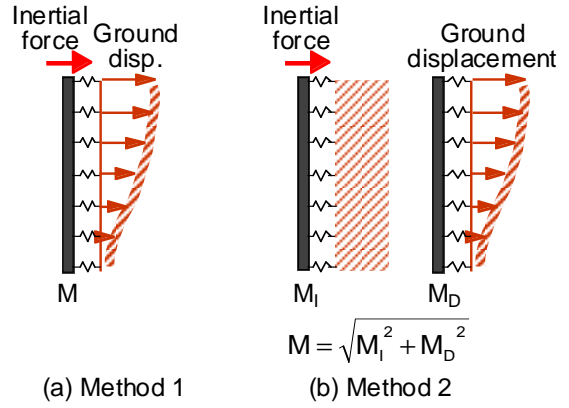 Inertial
force
Ground
disp.
M
(a) Method 1
Inertial
force
Ground
displacement
M_I
M_D
M = √(M_I² + M_D²)
(b) Method 2